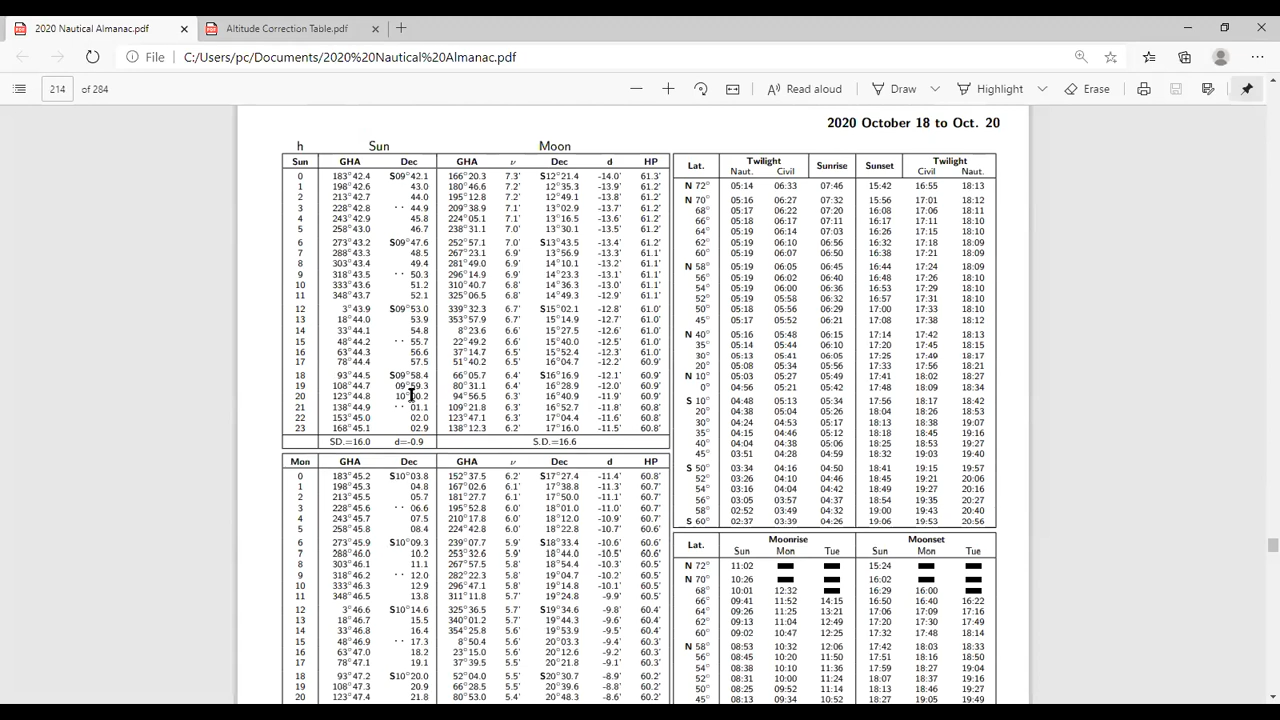 2020 Nautical Almanac.pdf
Altitude Correction Table.pdf
File C:/Users/pc/Documents/2020%20Nautical%20Almanac.pdf
214 of 284 Read aloud Draw Highlight Erase
2020 October 18 to Oct. 20
h Sun Moon
Sun GHA Dec GHA ν Dec d HP
0 183°42.4 S09°42.1 166°20.3 7.3' S12°21.4 -14.0' 61.3'
1 198°42.6 43.0 180°46.6 7.2' 12°35.3 -13.9' 61.2'
2 213°42.7 44.0 195°12.8 7.2' 12°49.1 -13.8' 61.2'
3 228°42.8 ·· 44.9 209°38.9 7.1' 13°02.9 -13.7' 61.2'
4 243°42.9 45.8 224°05.1 7.1' 13°16.5 -13.6' 61.2'
5 258°43.0 46.7 238°31.1 7.0' 13°30.1 -13.5' 61.2'
6 273°43.2 S09°47.6 252°57.1 7.0' S13°43.5 -13.4' 61.2'
7 288°43.3 48.5 267°23.1 6.9' 13°56.9 -13.3' 61.1'
8 303°43.4 49.4 281°49.0 6.9' 14°10.1 -13.2' 61.1'
9 318°43.5 ·· 50.3 296°14.9 6.9' 14°23.3 -13.1' 61.1'
10 333°43.6 51.2 310°40.7 6.8' 14°36.3 -13.0' 61.1'
11 348°43.7 52.1 325°06.5 6.8' 14°49.3 -12.9' 61.1'
12 3°43.9 S09°53.0 339°32.3 6.7' S15°02.1 -12.8' 61.0'
13 18°44.0 53.9 353°57.9 6.7' 15°14.9 -12.7' 61.0'
14 33°44.1 54.8 8°23.6 6.6' 15°27.5 -12.6' 61.0'
15 48°44.2 ·· 55.7 22°49.2 6.6' 15°40.0 -12.5' 61.0'
16 63°44.3 56.6 37°14.7 6.5' 15°52.4 -12.3' 61.0'
17 78°44.4 57.5 51°40.2 6.5' 16°04.7 -12.2' 60.9'
18 93°44.5 S09°58.4 66°05.7 6.4' S16°16.9 -12.1' 60.9'
19 108°44.7 09°59.3 80°31.1 6.4' 16°28.9 -12.0' 60.9'
20 123°44.8 10°00.2 94°56.5 6.3' 16°40.9 -11.9' 60.9'
21 138°44.9 ·· 01.1 109°21.8 6.3' 16°52.7 -11.8' 60.8'
22 153°45.0 02.0 123°47.1 6.3' 17°04.4 -11.6' 60.8'
23 168°45.1 02.9 138°12.3 6.2' 17°16.0 -11.5' 60.8'
SD.=16.0 d=-0.9 S.D.=16.6
Mon GHA Dec GHA ν Dec d HP
0 183°45.2 S10°03.8 152°37.5 6.2' S17°27.4 -11.4' 60.8'
1 198°45.3 04.8 167°02.6 6.1' 17°38.8 -11.3' 60.7'
2 213°45.5 05.7 181°27.7 6.1' 17°50.0 -11.1' 60.7'
3 228°45.6 ·· 06.6 195°52.8 6.0' 18°01.0 -11.0' 60.7'
4 243°45.7 07.5 210°17.8 6.0' 18°12.0 -10.9' 60.7'
5 258°45.8 08.4 224°42.8 6.0' 18°22.8 -10.7' 60.6'
6 273°45.9 S10°09.3 239°07.7 5.9' S18°33.4 -10.6' 60.6'
7 288°46.0 10.2 253°32.6 5.9' 18°44.0 -10.5' 60.6'
8 303°46.1 11.1 267°57.5 5.8' 18°54.4 -10.3' 60.5'
9 318°46.2 ·· 12.0 282°22.3 5.8' 19°04.7 -10.2' 60.5'
10 333°46.3 12.9 296°47.1 5.8' 19°14.8 -10.1' 60.5'
11 348°46.5 13.8 311°11.8 5.7' 19°24.8 -9.9' 60.5'
12 3°46.6 S10°14.6 325°36.5 5.7' S19°34.6 -9.8' 60.4'
13 18°46.7 15.5 340°01.2 5.7' 19°44.3 -9.6' 60.4'
14 33°46.8 16.4 354°25.8 5.6' 19°53.9 -9.5' 60.4'
15 48°46.9 ·· 17.3 8°50.4 5.6' 20°03.3 -9.4' 60.3'
16 63°47.0 18.2 23°15.0 5.6' 20°12.6 -9.2' 60.3'
17 78°47.1 19.1 37°39.5 5.5' 20°21.8 -9.1' 60.3'
18 93°47.2 S10°20.0 52°04.0 5.5' S20°30.7 -8.9' 60.2'
19 108°47.3 20.9 66°28.5 5.5' 20°39.6 -8.8' 60.2'
20 123°47.4 21.8 80°53.0 5.4' 20°48.3 -8.6' 60.2'
Lat. Twilight Sunrise Sunset Twilight
Naut. Civil Civil Naut.
N 72° 05:14 06:33 07:46 15:42 16:55 18:13
N 70° 05:16 06:27 07:32 15:56 17:01 18:12
68° 05:17 06:22 07:20 16:08 17:06 18:11
66° 05:18 06:17 07:11 16:17 17:11 18:10
64° 05:19 06:14 07:03 16:26 17:15 18:10
62° 05:19 06:10 06:56 16:32 17:18 18:09
60° 05:19 06:07 06:50 16:38 17:21 18:09
N 58° 05:19 06:05 06:45 16:44 17:24 18:09
56° 05:19 06:02 06:40 16:48 17:26 18:10
54° 05:19 06:00 06:36 16:53 17:29 18:10
52° 05:19 05:58 06:32 16:57 17:31 18:10
50° 05:18 05:56 06:29 17:00 17:33 18:10
45° 05:17 05:52 06:21 17:08 17:38 18:12
N 40° 05:16 05:48 06:15 17:14 17:42 18:13
35° 05:14 05:44 06:10 17:20 17:45 18:15
30° 05:13 05:41 06:05 17:25 17:49 18:17
20° 05:08 05:34 05:56 17:33 17:56 18:21
N 10° 05:03 05:27 05:49 17:41 18:02 18:27
0° 04:56 05:21 05:42 17:48 18:09 18:34
S 10° 04:48 05:13 05:34 17:56 18:17 18:42
20° 04:38 05:04 05:26 18:04 18:26 18:53
30° 04:24 04:53 05:17 18:13 18:38 19:07
35° 04:15 04:46 05:12 18:18 18:45 19:16
40° 04:04 04:38 05:06 18:25 18:53 19:27
45° 03:51 04:28 04:59 18:32 19:03 19:40
S 50° 03:34 04:16 04:50 18:41 19:15 19:57
52° 03:26 04:10 04:46 18:45 19:21 20:06
54° 03:16 04:04 04:42 18:49 19:27 20:16
56° 03:05 03:57 04:37 18:54 19:35 20:27
58° 02:52 03:49 04:32 19:00 19:43 20:40
S 60° 02:37 03:39 04:26 19:06 19:53 20:56
Lat. Moonrise Moonset
Sun Mon Tue Sun Mon Tue
N 72° 11:02 15:24
N 70° 10:26 16:02
68° 10:01 12:32 16:29 16:00
66° 09:41 11:52 14:15 16:50 16:40 16:22
64° 09:26 11:25 13:21 17:06 17:09 17:16
62° 09:13 11:04 12:49 17:20 17:30 17:49
60° 09:02 10:47 12:25 17:32 17:48 18:14
N 58° 08:53 10:32 12:06 17:42 18:03 18:33
56° 08:45 10:20 11:50 17:51 18:16 18:50
54° 08:38 10:10 11:36 17:59 18:27 19:04
52° 08:31 10:00 11:24 18:07 18:37 19:16
50° 08:25 09:52 11:14 18:13 18:46 19:27
45° 08:13 09:34 10:52 18:27 19:05 19:49